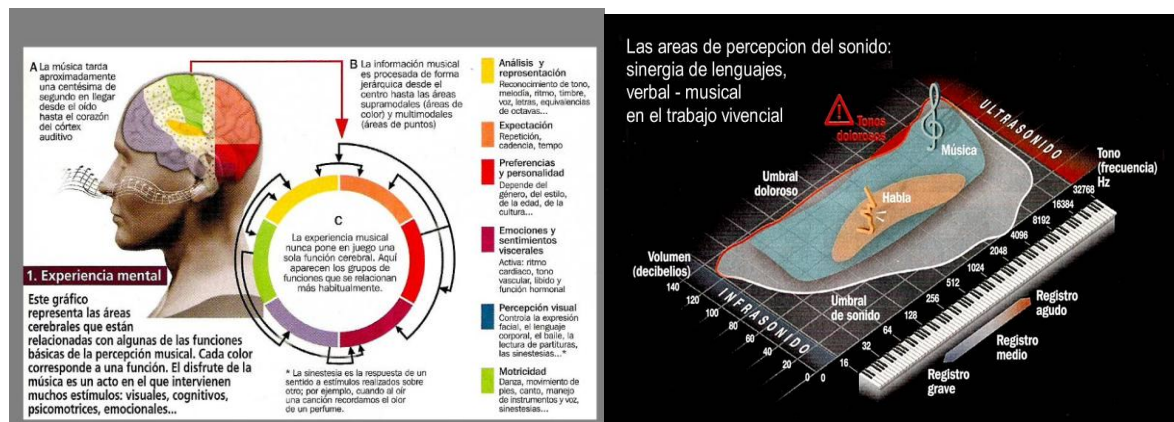 A La música tarda
aproximadamente
una centésima de
segundo en llegar
desde el oído
hasta el corazón
del córtex
auditivo
B La información musical
es procesada de forma
jerárquica desde el
centro hasta las áreas
supramodales (áreas de
color) y multimodales
(áreas de puntos)
C
La experiencia musical
nunca pone en juego una
sola función cerebral. Aquí
aparecen los grupos de
funciones que se relacionan
más habitualmente.
1. Experiencia mental
Este gráfico
representa las áreas
cerebrales que están
relacionadas con algunas de las funciones
básicas de la percepción musical. Cada color
corresponde a una función. El disfrute de la
música es un acto en el que intervienen
muchos estímulos: visuales, cognitivos,
psicomotrices, emocionales...
* La sinestesia es la respuesta de un
sentido a estímulos realizados sobre
otro; por ejemplo, cuando al oír
una canción recordamos el olor
de un perfume.
Análisis y
representación
Reconocimiento de tono,
melodía, ritmo, timbre,
voz, letras, equivalencias
de octavas...
Expectación
Repetición,
cadencia, tempo
Preferencias
y personalidad
Depende del
género, del estilo,
de la edad, de la
cultura...
Emociones y
sentimientos
viscerales
Activa: ritmo
cardiaco, tono
vascular, libido y
función hormonal
Percepción visual
Controla la expresión
facial, el lenguaje
corporal, el baile, la
lectura de partituras,
las sinestesias...*
Motricidad
Danza, movimiento de
pies, canto, manejo
de instrumentos y voz,
sinestesias...
Las areas de percepcion del sonido:
sinergia de lenguajes,
verbal - musical
en el trabajo vivencial
Tonos
dolorosos
ULTRASONIDO
Música
Tono
(frecuencia)
Hz
Umbral
doloroso
Habla
32768
16384
8192
4096
2048
1024
512
256
128
64
32
16
0
Volumen
(decibelios)
140
120
100
80
60
40
20
0
INFRASONIDO
Umbral
de sonido
Registro
agudo
Registro
medio
Registro
grave